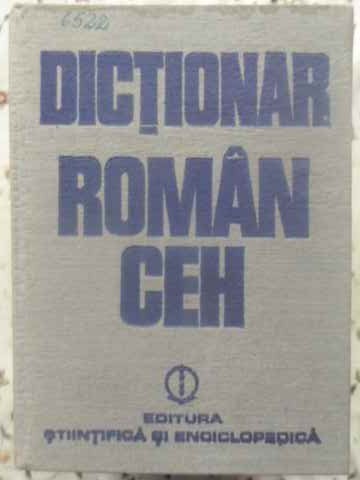 6522
DICȚIONAR
ROMÂN
CEH
EDITURA
ȘTIINȚIFICĂ ȘI ENCICLOPEDICĂ